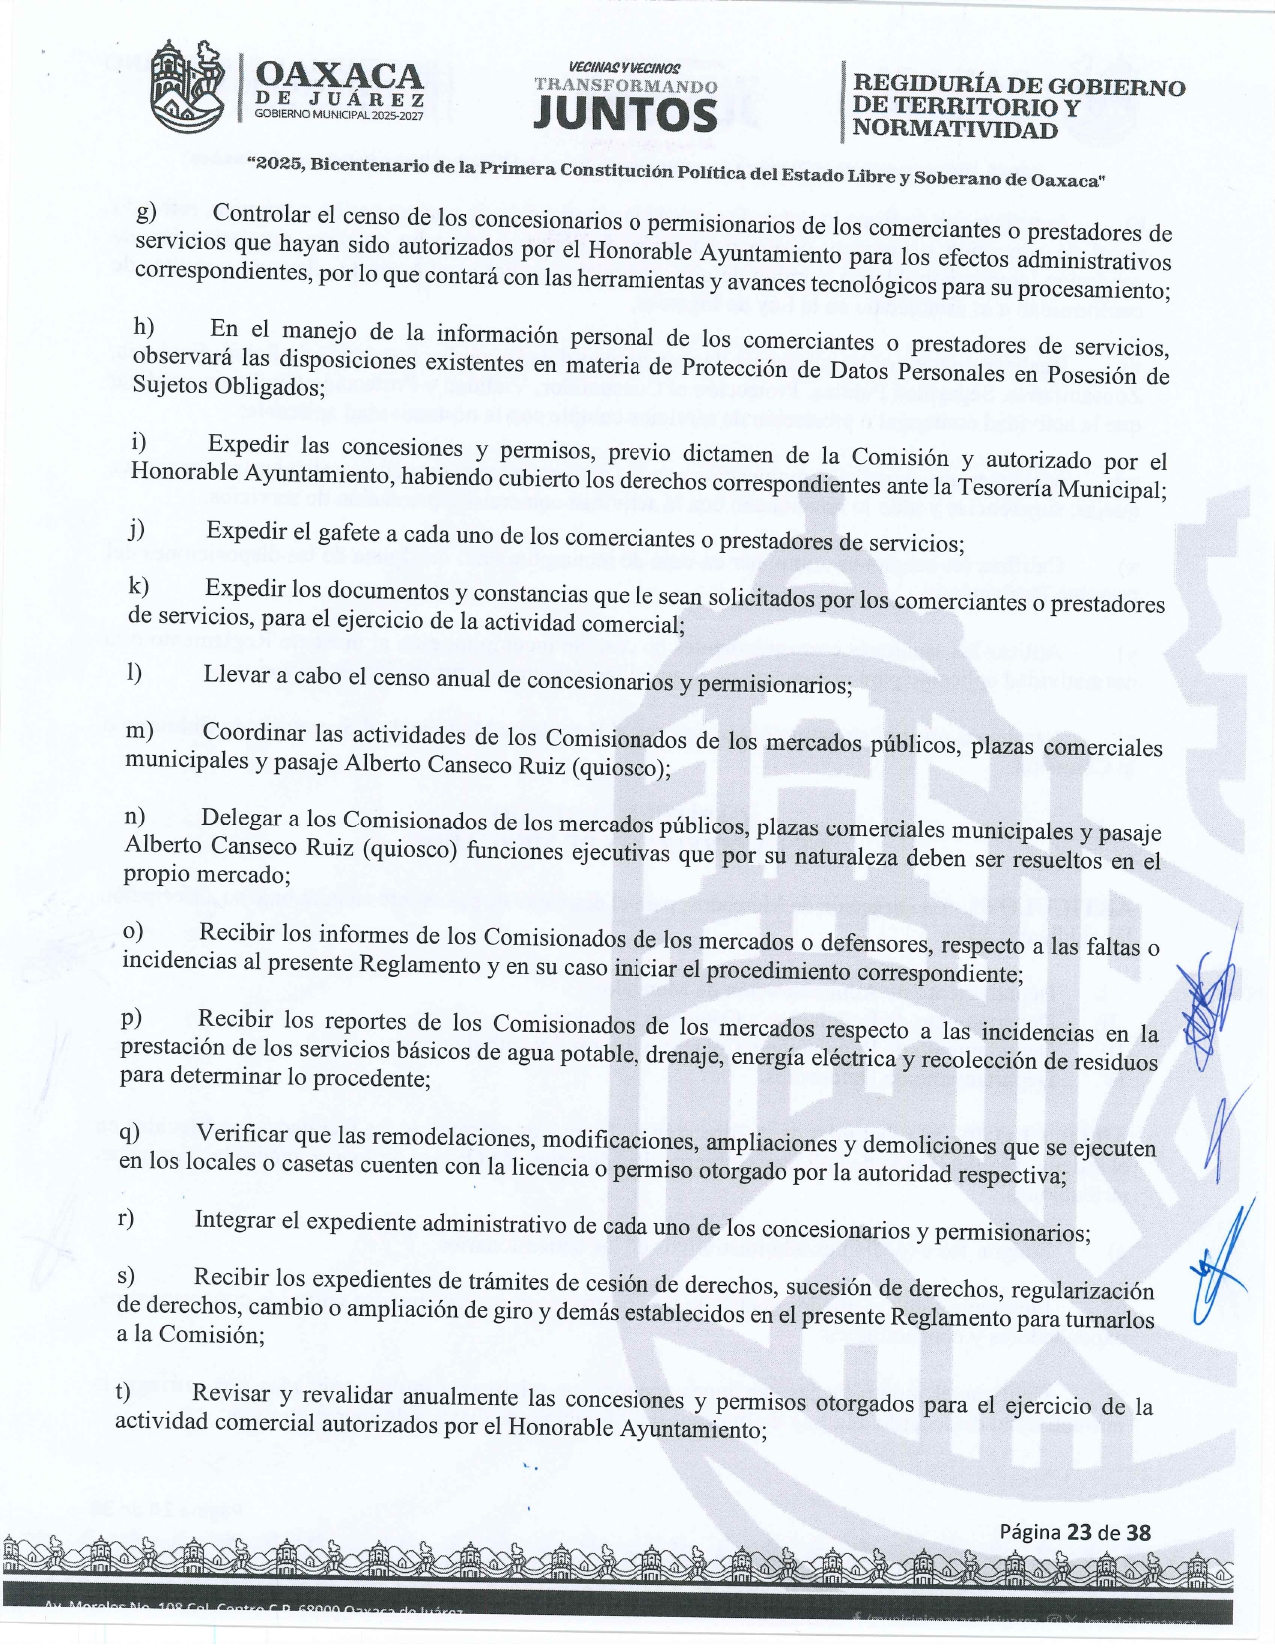 OAXACA
DE JUÁREZ
GOBIERNO MUNICIPAL 2025-2027
VECINAS Y VECINOS
TRANSFORMANDO
JUNTOS
REGIDURÍA DE GOBIERNO
DE TERRITORIO Y
NORMATIVIDAD
"2025, Bicentenario de la Primera Constitución Política del Estado Libre y Soberano de Oaxaca"
g) Controlar el censo de los concesionarios o permisionarios de los comerciantes o prestadores de
servicios que hayan sido autorizados por el Honorable Ayuntamiento para los efectos administrativos
correspondientes, por lo que contará con las herramientas y avances tecnológicos para su procesamiento;
h) En el manejo de la información personal de los comerciantes o prestadores de servicios,
observará las disposiciones existentes en materia de Protección de Datos Personales en Posesión de
Sujetos Obligados;
i) Expedir las concesiones y permisos, previo dictamen de la Comisión y autorizado por el
Honorable Ayuntamiento, habiendo cubierto los derechos correspondientes ante la Tesorería Municipal;
j) Expedir el gafete a cada uno de los comerciantes o prestadores de servicios;
k) Expedir los documentos y constancias que le sean solicitados por los comerciantes o prestadores
de servicios, para el ejercicio de la actividad comercial;
l) Llevar a cabo el censo anual de concesionarios y permisionarios;
m) Coordinar las actividades de los Comisionados de los mercados públicos, plazas comerciales
municipales y pasaje Alberto Canseco Ruiz (quiosco);
n) Delegar a los Comisionados de los mercados públicos, plazas comerciales municipales y pasaje
Alberto Canseco Ruiz (quiosco) funciones ejecutivas que por su naturaleza deben ser resueltos en el
propio mercado;
o) Recibir los informes de los Comisionados de los mercados o defensores, respecto a las faltas o
incidencias al presente Reglamento y en su caso iniciar el procedimiento correspondiente;
p) Recibir los reportes de los Comisionados de los mercados respecto a las incidencias en la
prestación de los servicios básicos de agua potable, drenaje, energía eléctrica y recolección de residuos
para determinar lo procedente;
q) Verificar que las remodelaciones, modificaciones, ampliaciones y demoliciones que se ejecuten
en los locales o casetas cuenten con la licencia o permiso otorgado por la autoridad respectiva;
r) Integrar el expediente administrativo de cada uno de los concesionarios y permisionarios;
s) Recibir los expedientes de trámites de cesión de derechos, sucesión de derechos, regularización
de derechos, cambio o ampliación de giro y demás establecidos en el presente Reglamento para turnarlos
a la Comisión;
t) Revisar y revalidar anualmente las concesiones y permisos otorgados para el ejercicio de la
actividad comercial autorizados por el Honorable Ayuntamiento;
Página 23 de 38
Av. Morelos No. 108 Col. Centro C.P. 68000 Oaxaca de Juárez